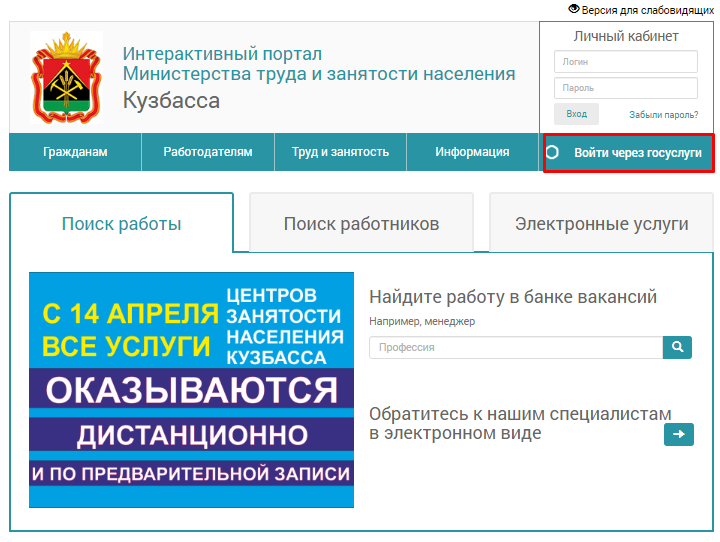 Версия для слабовидящих
Интерактивный портал
Министерства труда и занятости населения
Кузбасса
Личный кабинет
Логин
Пароль
Вход
Забыли пароль?
Гражданам
Работодателям
Труд и занятость
Информация
Войти через госуслуги
Поиск работы
Поиск работников
Электронные услуги
С 14 АПРЕЛЯ
ВСЕ УСЛУГИ
ЦЕНТРОВ
ЗАНЯТОСТИ
НАСЕЛЕНИЯ
КУЗБАССА
ОКАЗЫВАЮТСЯ
ДИСТАНЦИОННО
И ПО ПРЕДВАРИТЕЛЬНОЙ ЗАПИСИ
Найдите работу в банке вакансий
Например, менеджер
Профессия
Обратитесь к нашим специалистам
в электронном виде